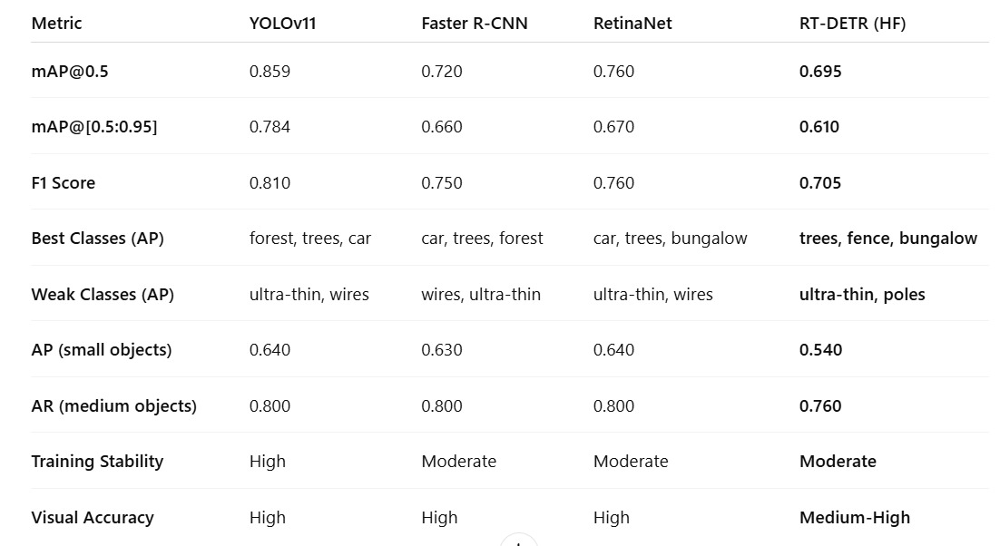 Metric YOLOv11 Faster R-CNN RetinaNet RT-DETR (HF)
mAP@0.5 0.859 0.720 0.760 0.695
mAP@[0.5:0.95] 0.784 0.660 0.670 0.610
F1 Score 0.810 0.750 0.760 0.705
Best Classes (AP) forest, trees, car car, trees, forest car, trees, bungalow trees, fence, bungalow
Weak Classes (AP) ultra-thin, wires wires, ultra-thin ultra-thin, wires ultra-thin, poles
AP (small objects) 0.640 0.630 0.640 0.540
AR (medium objects) 0.800 0.800 0.800 0.760
Training Stability High Moderate Moderate Moderate
Visual Accuracy High High High Medium-High